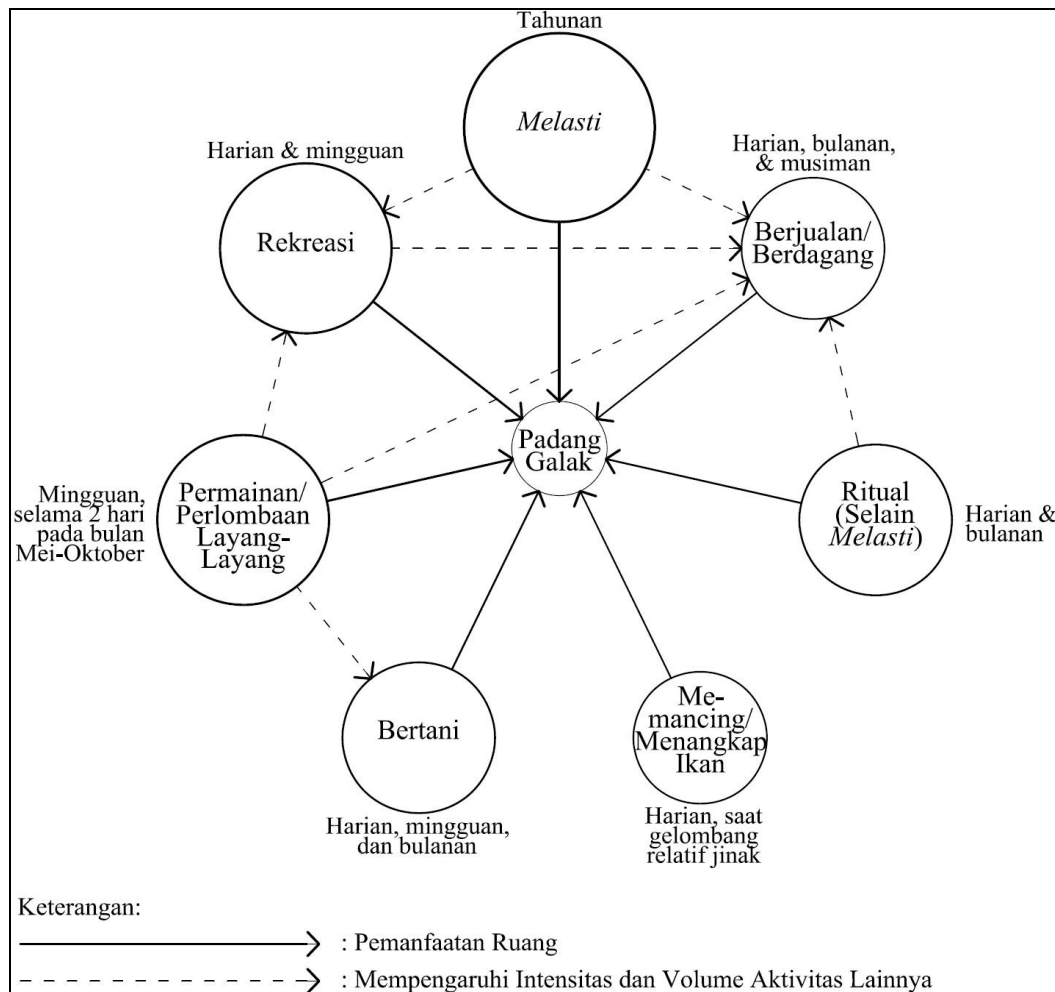 Tahunan
Melasti
Harian & mingguan
Rekreasi
Harian, bulanan,
& musiman
Berjualan/
Berdagang
Padang
Galak
Mingguan,
selama 2 hari
pada bulan
Mei-Oktober
Permainan/
Perlombaan
Layang-
Layang
Ritual
(Selain
Melasti)
Harian &
bulanan
Bertani
Harian, mingguan,
dan bulanan
Me-
mancing/
Menangkap
Ikan
Harian, saat
gelombang
relatif jinak
Keterangan:
: Pemanfaatan Ruang
: Mempengaruhi Intensitas dan Volume Aktivitas Lainnya